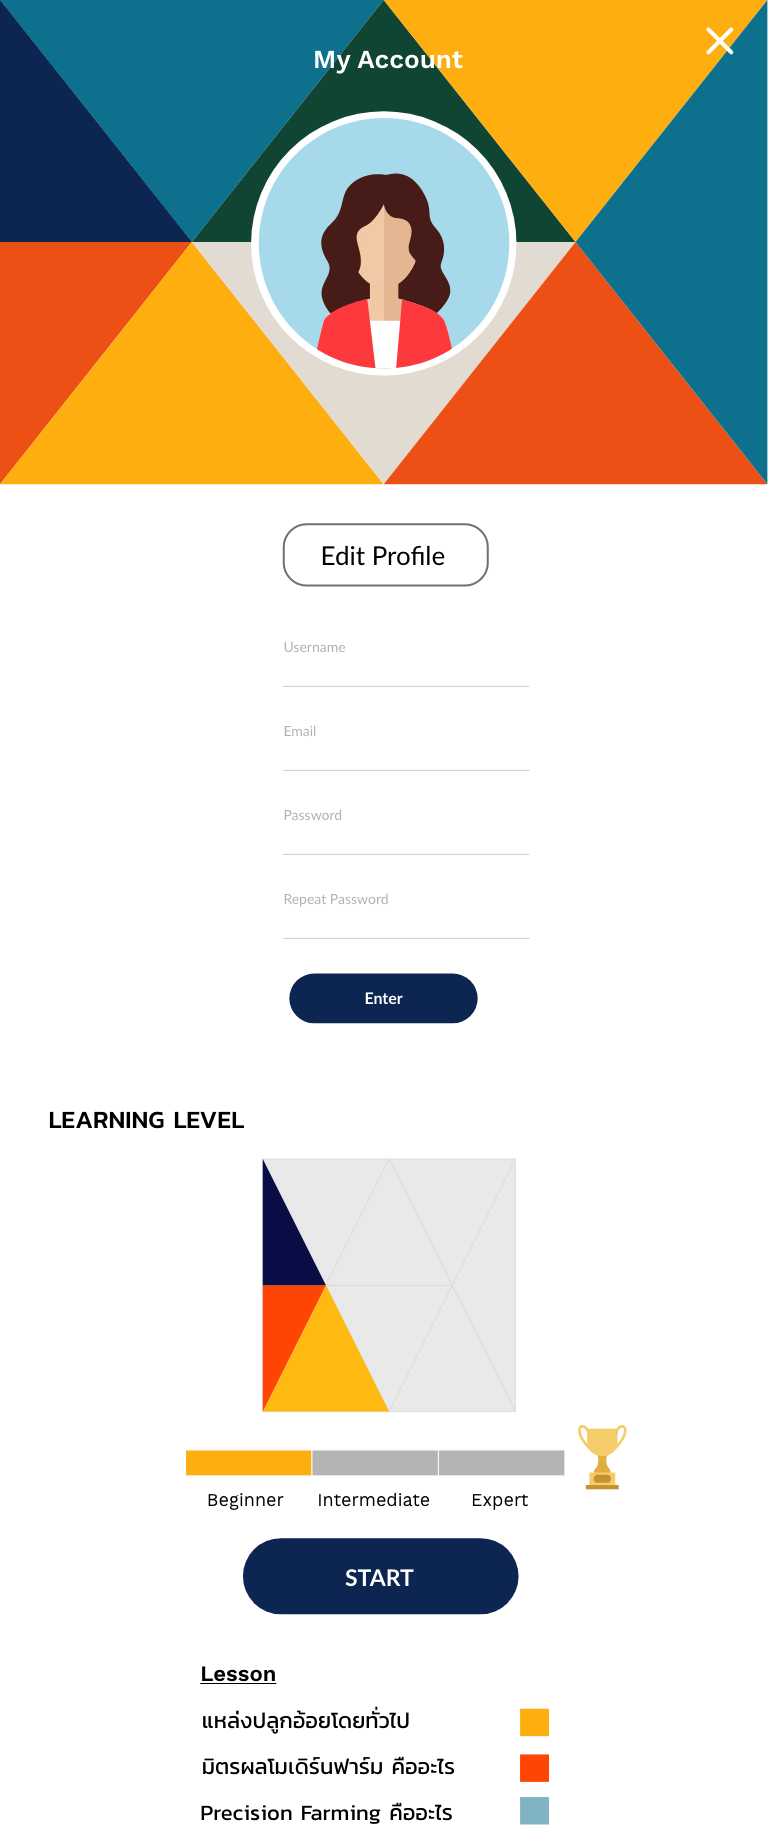 My Account
Edit Profile
Username
Email
Password
Repeat Password
Enter
LEARNING LEVEL
Beginner Intermediate Expert
START
Lesson
แหล่งปลูกอ้อยโดยทั่วไป
มิตรผลโมเดิร์นฟาร์ม คืออะไร
Precision Farming คืออะไร